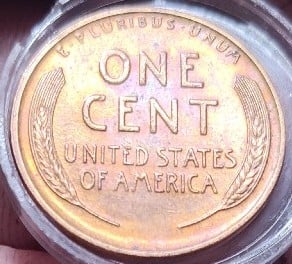 E·PLURIBUS·UNUM
ONE
CENT
UNITED STATES
OF AMERICA